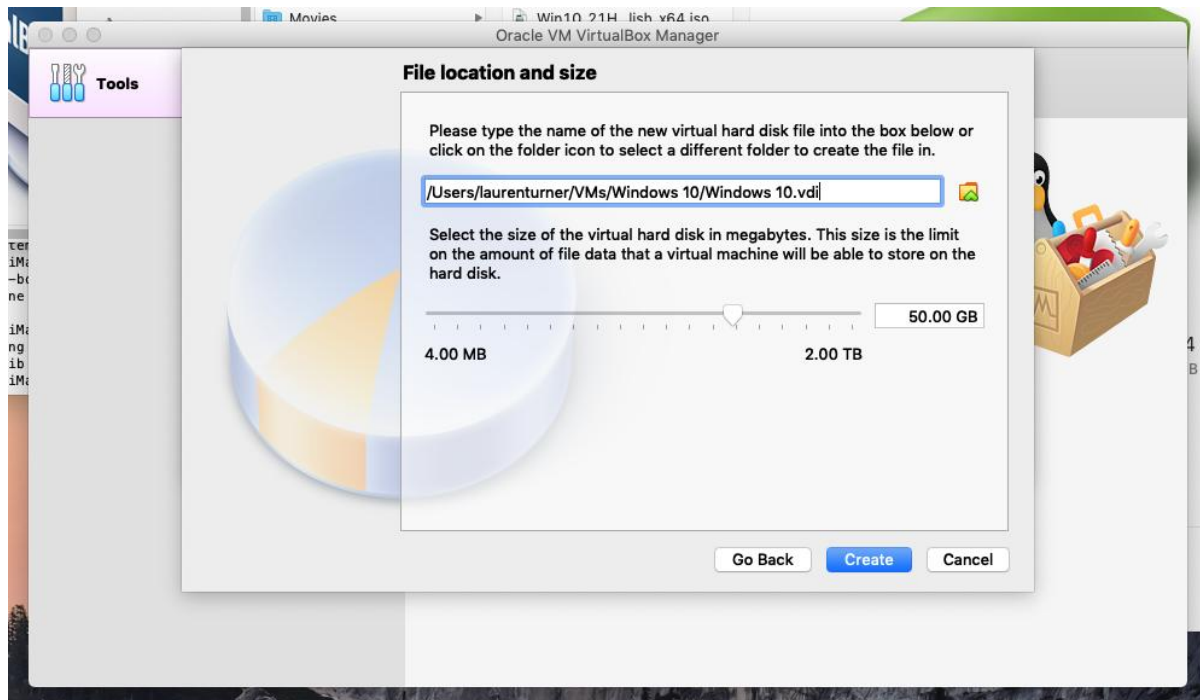 Movies
Win10_21H lish_x64.iso
Oracle VM VirtualBox Manager
Tools
File location and size
Please type the name of the new virtual hard disk file into the box below or
click on the folder icon to select a different folder to create the file in.
/Users/laurenturner/VMs/Windows 10/Windows 10.vdi
Select the size of the virtual hard disk in megabytes. This size is the limit
on the amount of file data that a virtual machine will be able to store on the
hard disk.
50.00 GB
4.00 MB 2.00 TB
Go Back Create Cancel